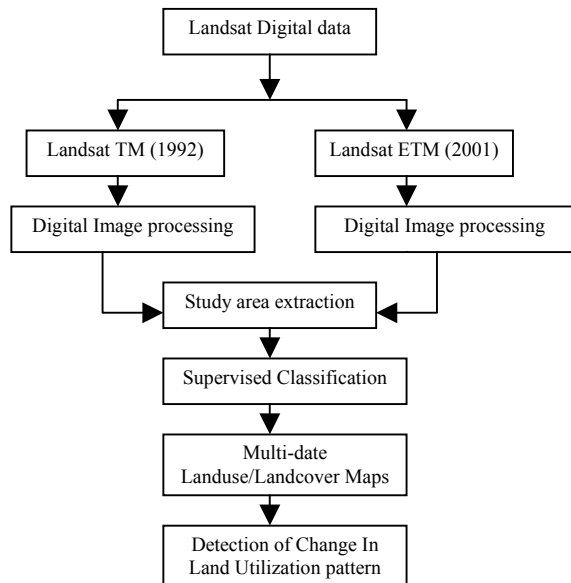 Landsat Digital data
Landsat TM (1992)
Landsat ETM (2001)
Digital Image processing
Digital Image processing
Study area extraction
Supervised Classification
Multi-date
Landuse/Landcover Maps
Detection of Change In
Land Utilization pattern